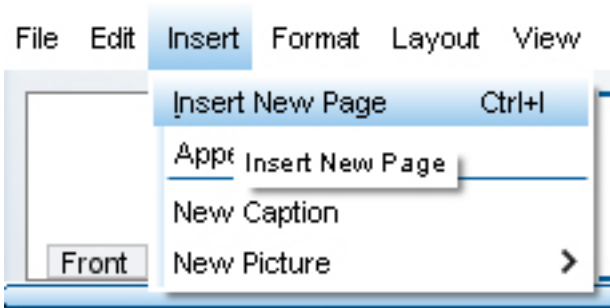 File Edit Insert Format Layout View
Insert New Page Ctrl+I
Insert New Page
New Caption
Front New Picture